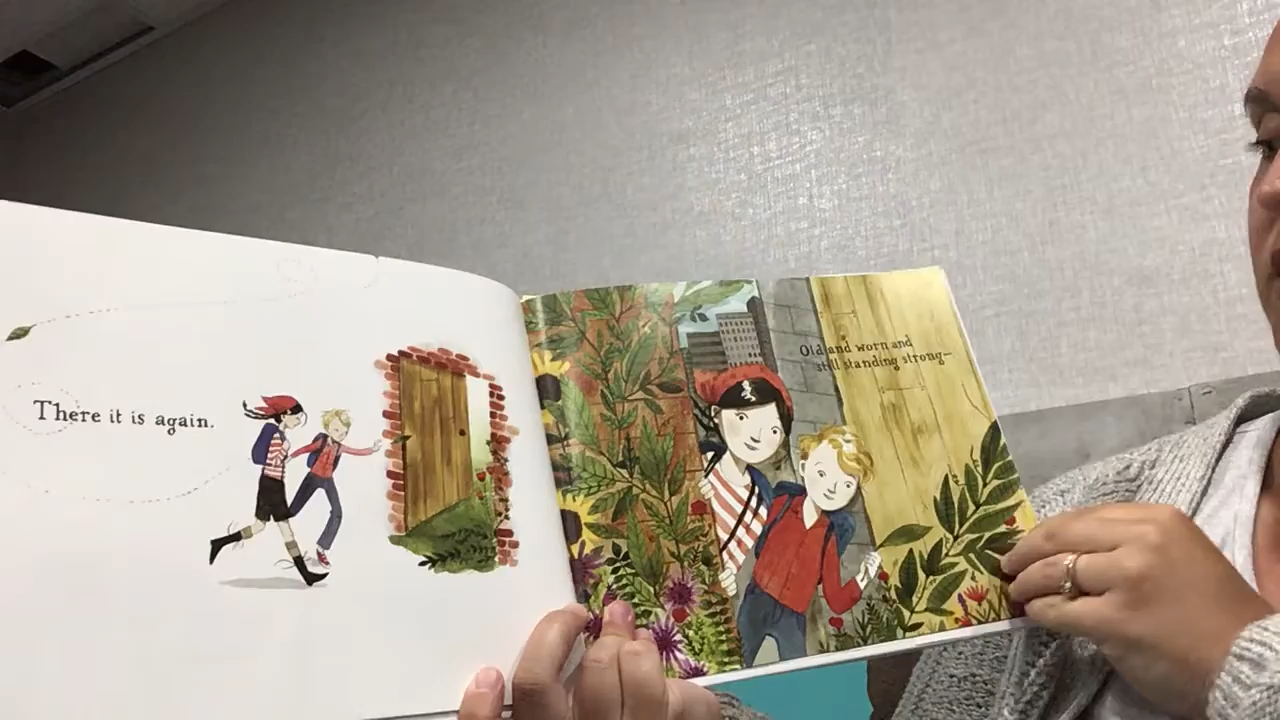 There it is again.
Old and worn and
still standing strong—